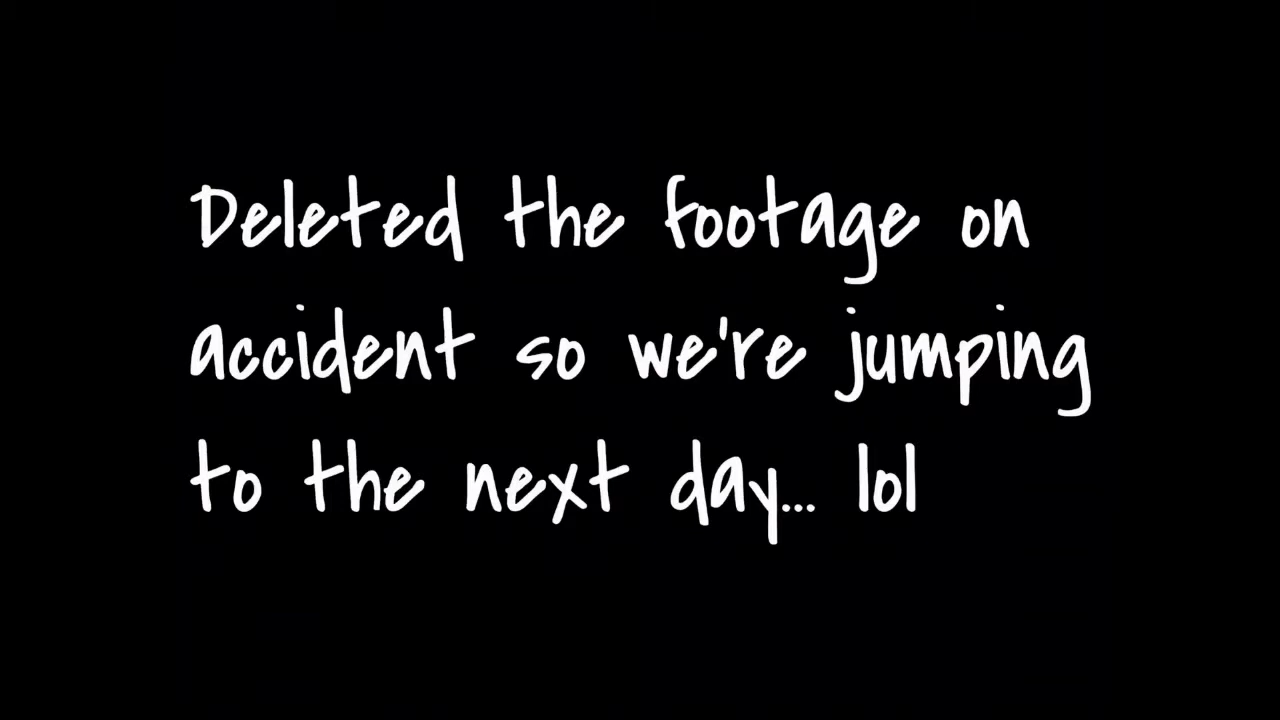 Deleted the footage on
accident so we're jumping
to the next day... lol